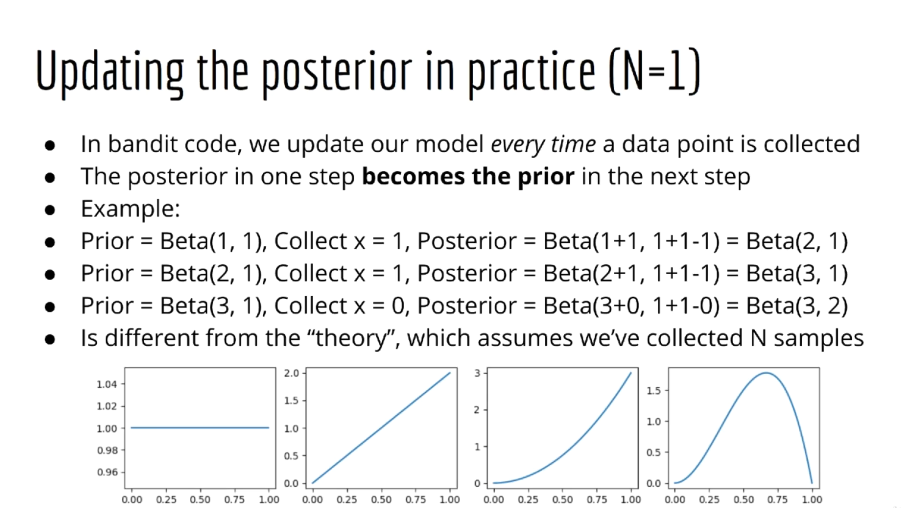 Updating the posterior in practice (N=1)
● In bandit code, we update our model every time a data point is collected
● The posterior in one step becomes the prior in the next step
● Example:
● Prior = Beta(1, 1), Collect x = 1, Posterior = Beta(1+1, 1+1-1) = Beta(2, 1)
● Prior = Beta(2, 1), Collect x = 1, Posterior = Beta(2+1, 1+1-1) = Beta(3, 1)
● Prior = Beta(3, 1), Collect x = 0, Posterior = Beta(3+0, 1+1-0) = Beta(3, 2)
● Is different from the “theory”, which assumes we’ve collected N samples
1.04
1.02
1.00
0.98
0.96
0.00 0.25 0.50 0.75 1.00
2.0
1.5
1.0
0.5
0.0
0.00 0.25 0.50 0.75 1.00
3
2
1
0
0.00 0.25 0.50 0.75 1.00
1.5
1.0
0.5
0.0
0.00 0.25 0.50 0.75 1.00